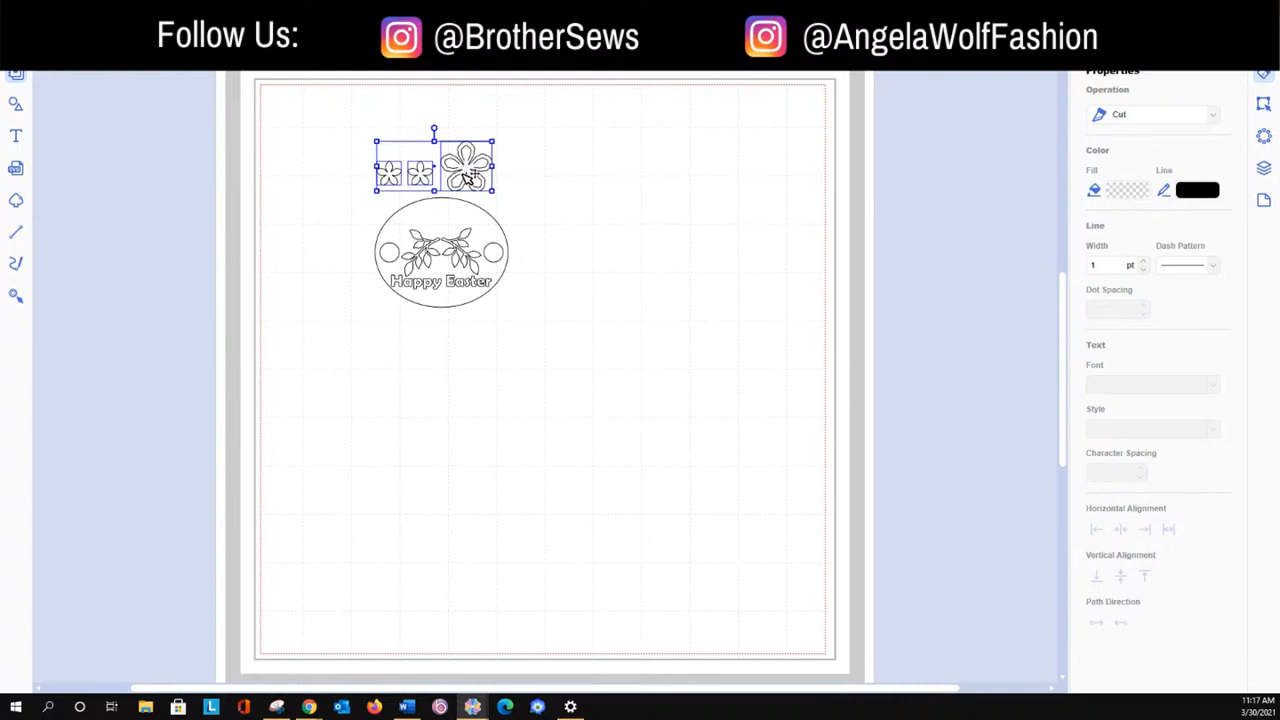 Follow Us: @BrotherSews @AngelaWolfFashion
Properties
Operation
Cut
Color
Fill Line
Line
Width Dash Pattern
1 pt
Dot Spacing
Text
Font
Style
Character Spacing
Horizontal Alignment
Vertical Alignment
Path Direction
Happy Easter
11:17 AM
3/30/2021